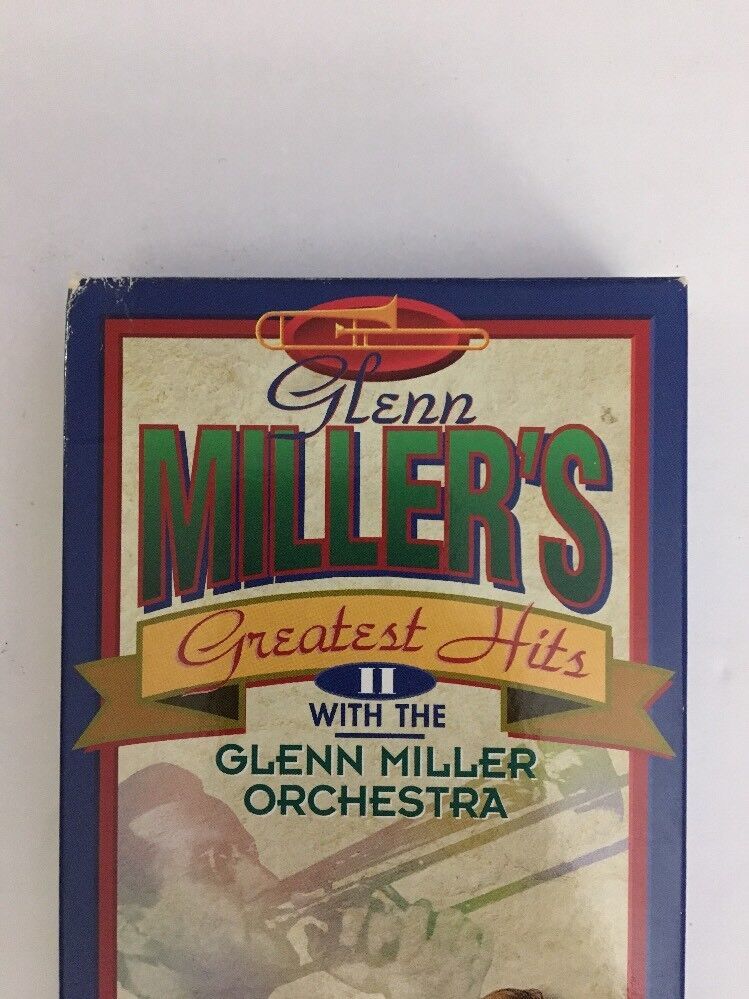 Glenn
MILLER'S
Greatest Hits
II
WITH THE
GLENN MILLER
ORCHESTRA